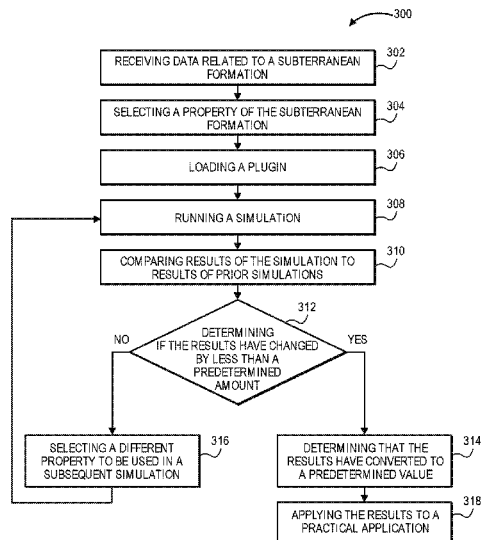 300
RECEIVING DATA RELATED TO A SUBTERRANEAN
FORMATION
302
SELECTING A PROPERTY OF THE SUBTERRANEAN
FORMATION
304
LOADING A PLUGIN
306
RUNNING A SIMULATION
308
COMPARING RESULTS OF THE SIMULATION TO
RESULTS OF PRIOR SIMULATIONS
310
312
NO
DETERMINING
IF THE RESULTS HAVE CHANGED
BY LESS THAN A
PREDETERMINED
AMOUNT
YES
SELECTING A DIFFERENT
PROPERTY TO BE USED IN A
SUBSEQUENT SIMULATION
316
DETERMINING THAT THE
RESULTS HAVE CONVERTED TO
A PREDETERMINED VALUE
314
APPLYING THE RESULTS TO A
PRACTICAL APPLICATION
318